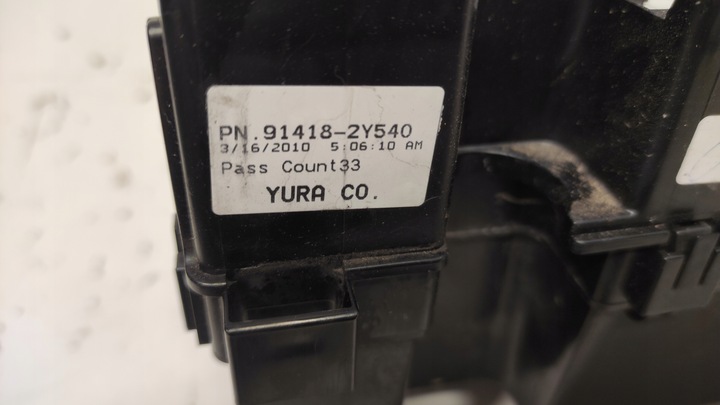 PN.91418-2Y540
3/16/2010 5:06:10 AM
Pass Count33
YURA CO.